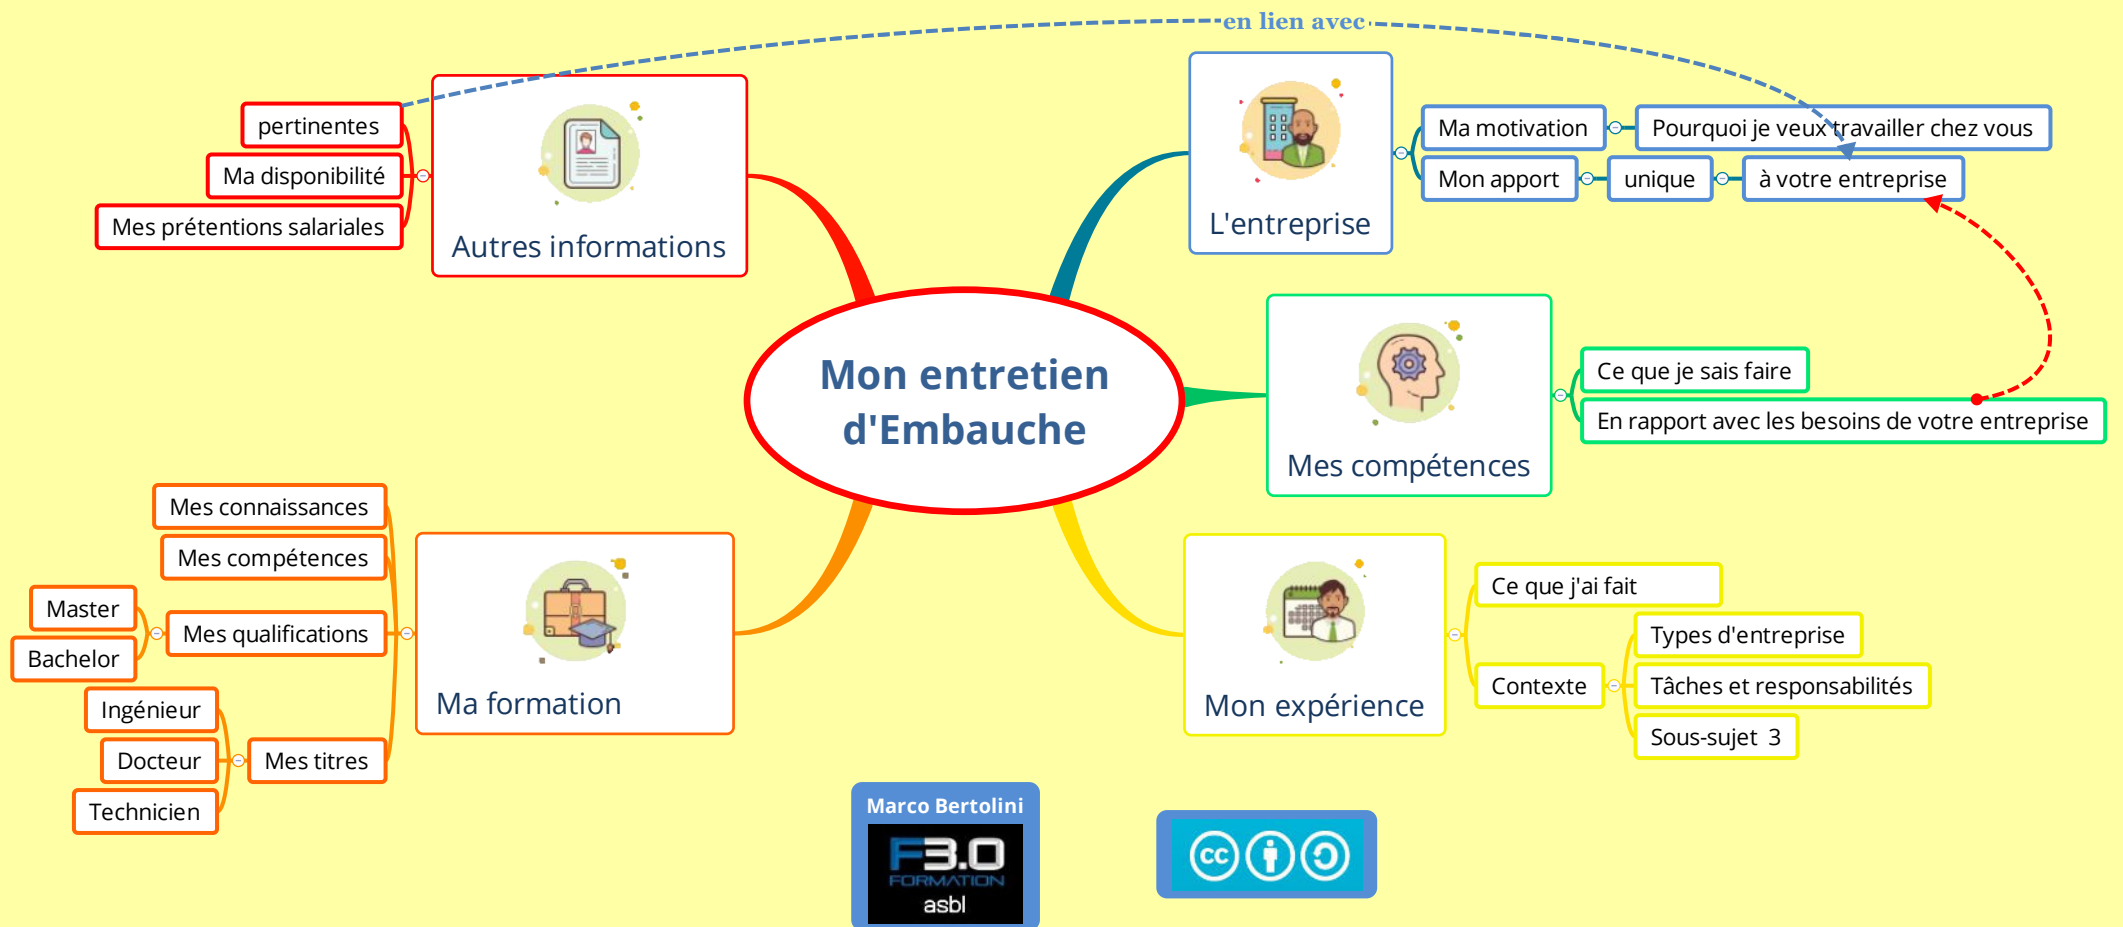 en lien avec
pertinentes
Ma disponibilité
Mes prétentions salariales
Autres informations
L'entreprise
Ma motivation
Pourquoi je veux travailler chez vous
Mon apport
unique
à votre entreprise
Mon entretien
d'Embauche
Mes compétences
Ce que je sais faire
En rapport avec les besoins de votre entreprise
Mes connaissances
Mes compétences
Master
Mes qualifications
Bachelor
Ingénieur
Docteur
Mes titres
Technicien
Ma formation
Mon expérience
Ce que j'ai fait
Contexte
Types d'entreprise
Tâches et responsabilités
Sous-sujet  3
Marco Bertolini
F3.0
FORMATION
asbl
cc